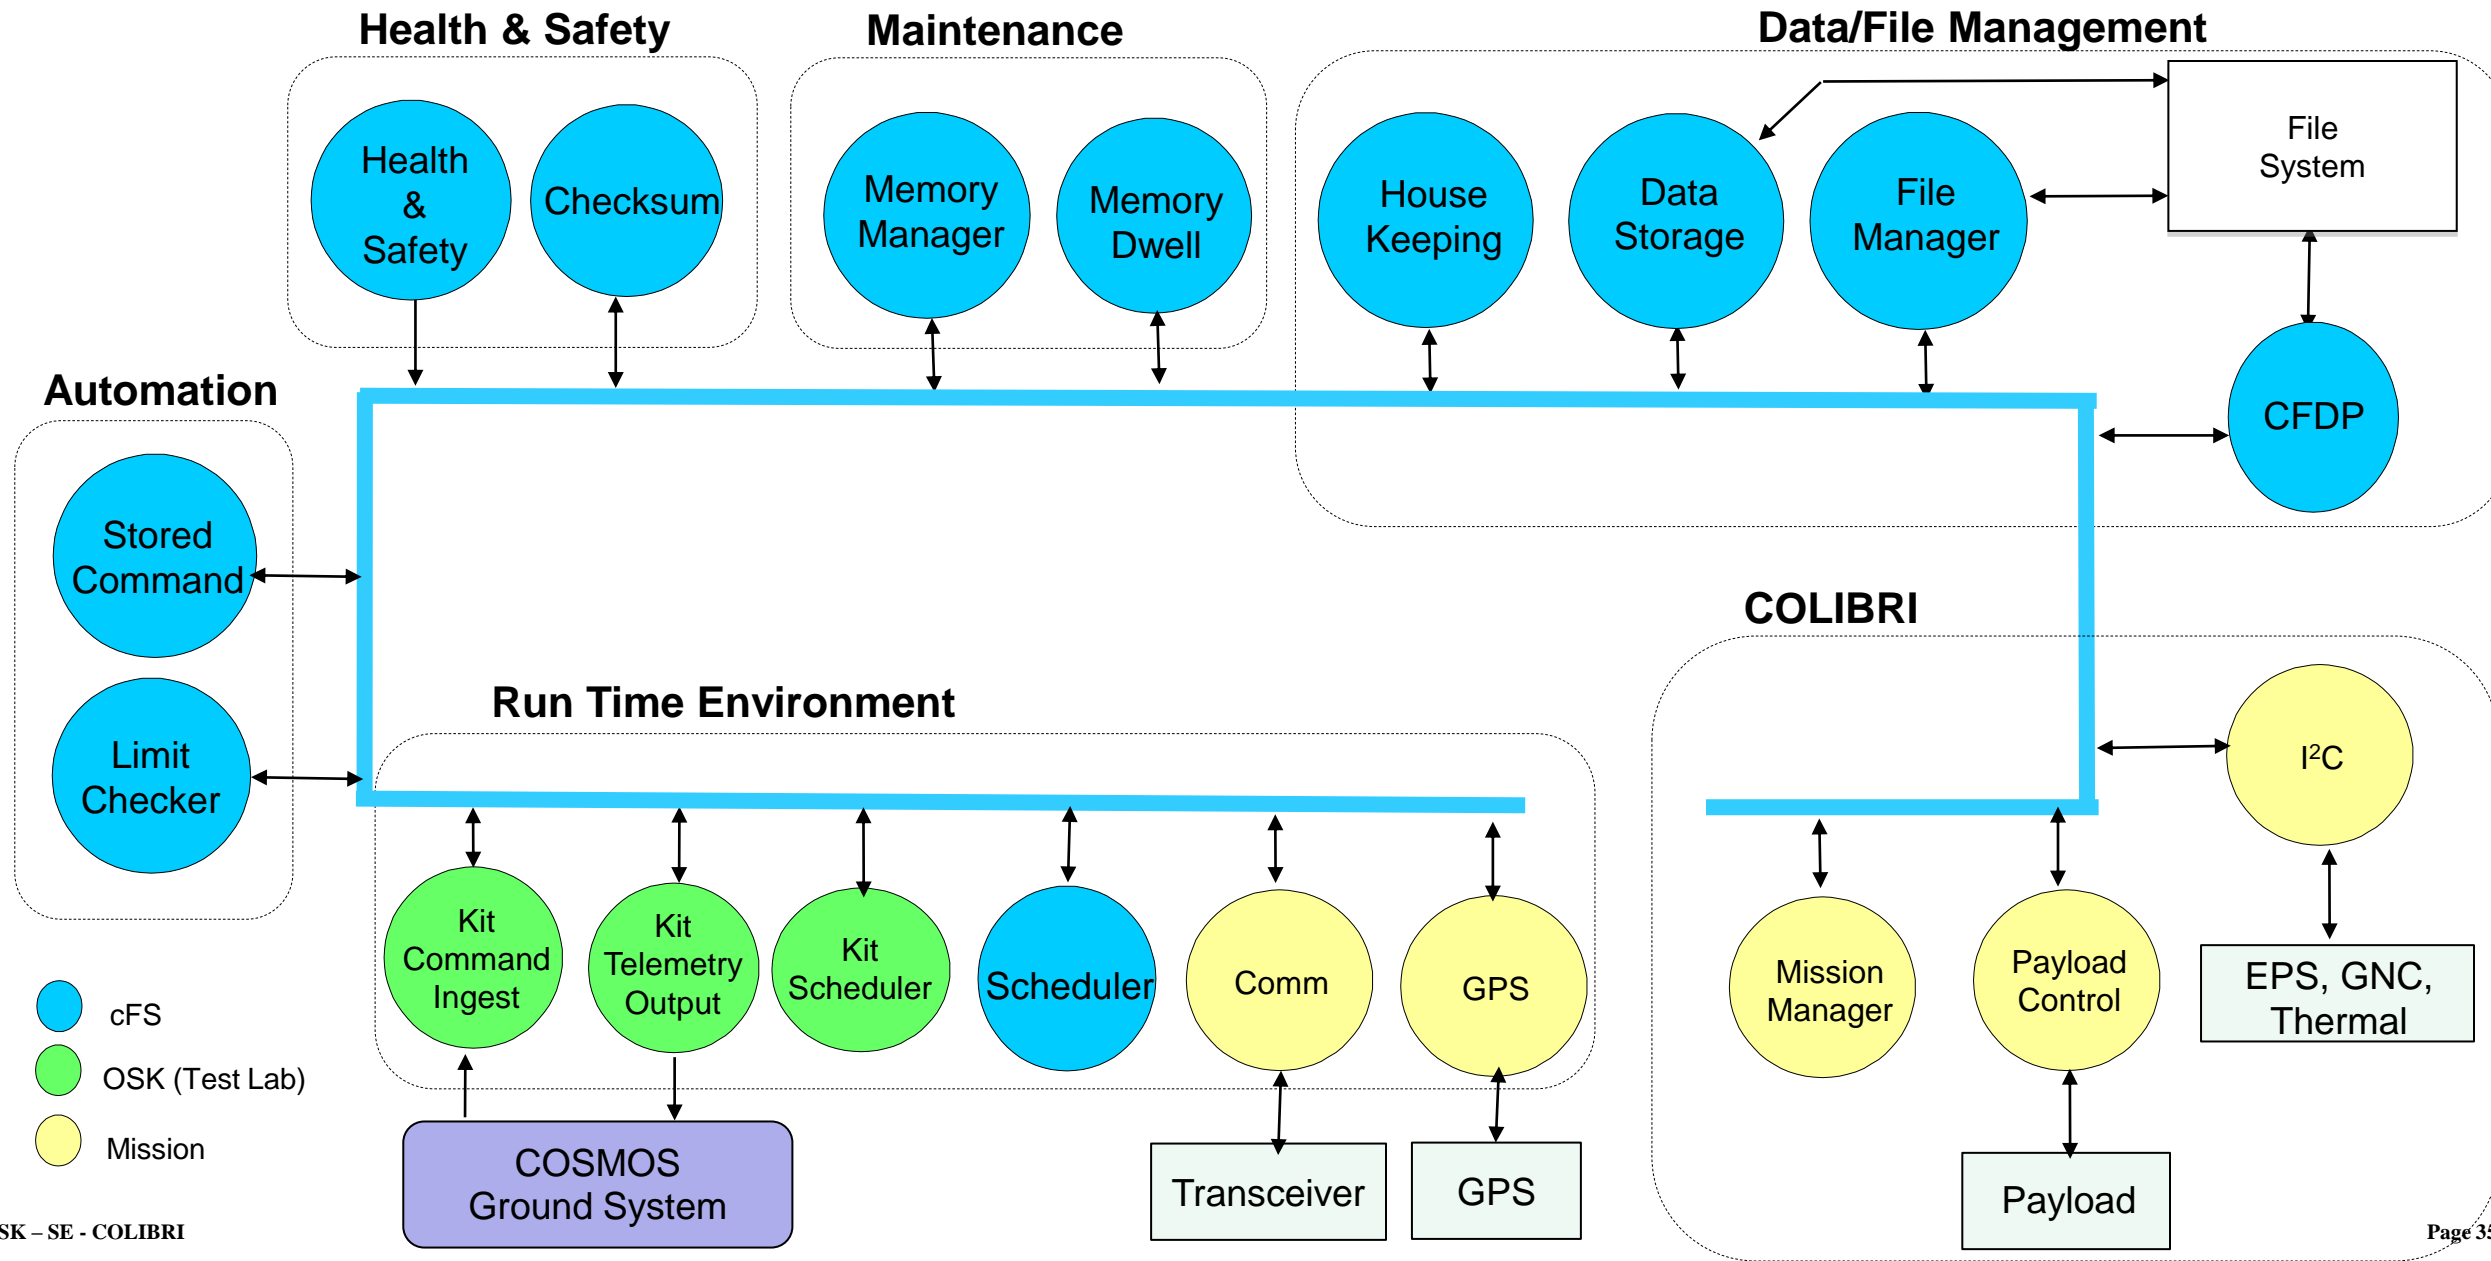 Health & Safety
Maintenance
Data/File Management
Health
&
Safety
Checksum
Memory
Manager
Memory
Dwell
House
Keeping
Data
Storage
File
Manager
File
System
CFDP
Automation
Stored
Command
Limit
Checker
COLIBRI
I²C
Run Time Environment
Kit
Command
Ingest
Kit
Telemetry
Output
Kit
Scheduler
Scheduler
Comm
GPS
Mission
Manager
Payload
Control
EPS, GNC,
Thermal
cFS
OSK (Test Lab)
Mission
COSMOS
Ground System
Transceiver
GPS
Payload
SK – SE - COLIBRI
Page 35